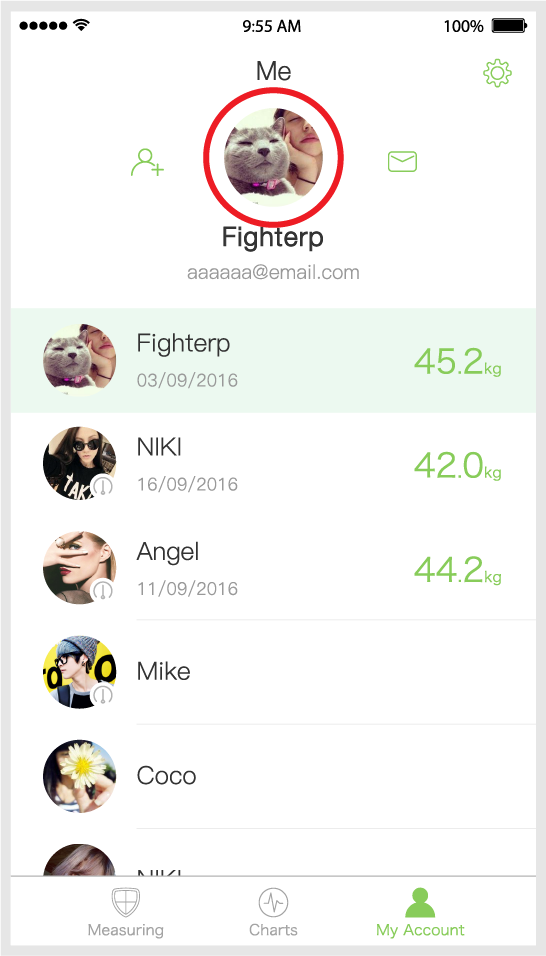 9:55 AM
100%
Me
Fighterp
aaaaaa@email.com
Fighterp
03/09/2016
45.2kg
NIKI
16/09/2016
42.0kg
Angel
11/09/2016
44.2kg
Mike
Coco
NIKI
Measuring
Charts
My Account